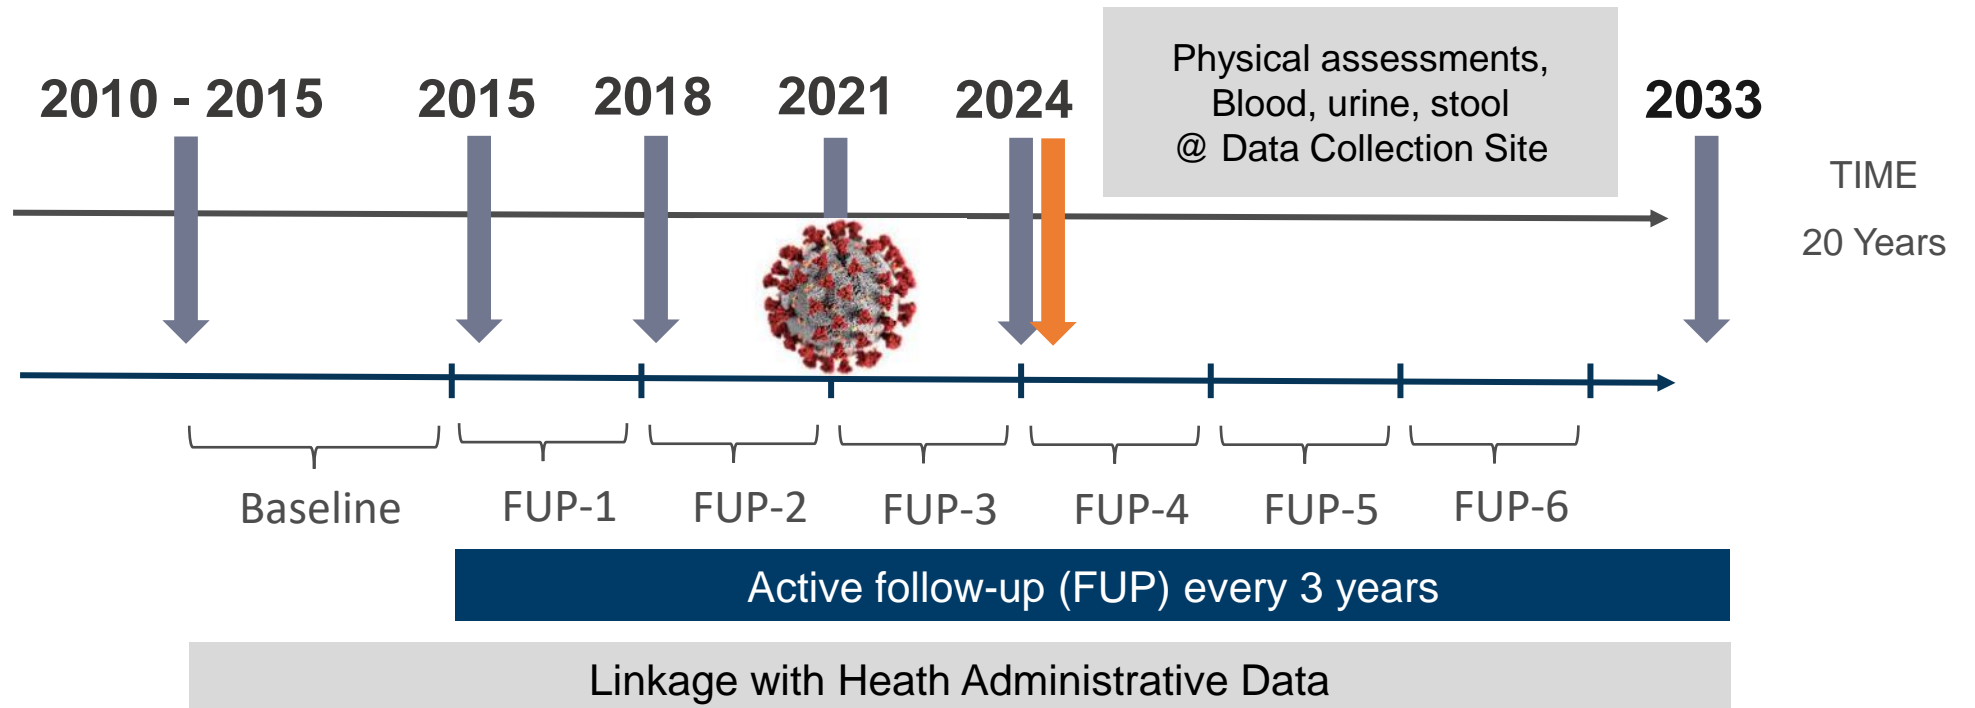 2010 - 2015
2015
2018
2021
2024
Physical assessments,
Blood, urine, stool
@ Data Collection Site
2033
TIME
20 Years
Baseline
FUP-1
FUP-2
FUP-3
FUP-4
FUP-5
FUP-6
Active follow-up (FUP) every 3 years
Linkage with Heath Administrative Data